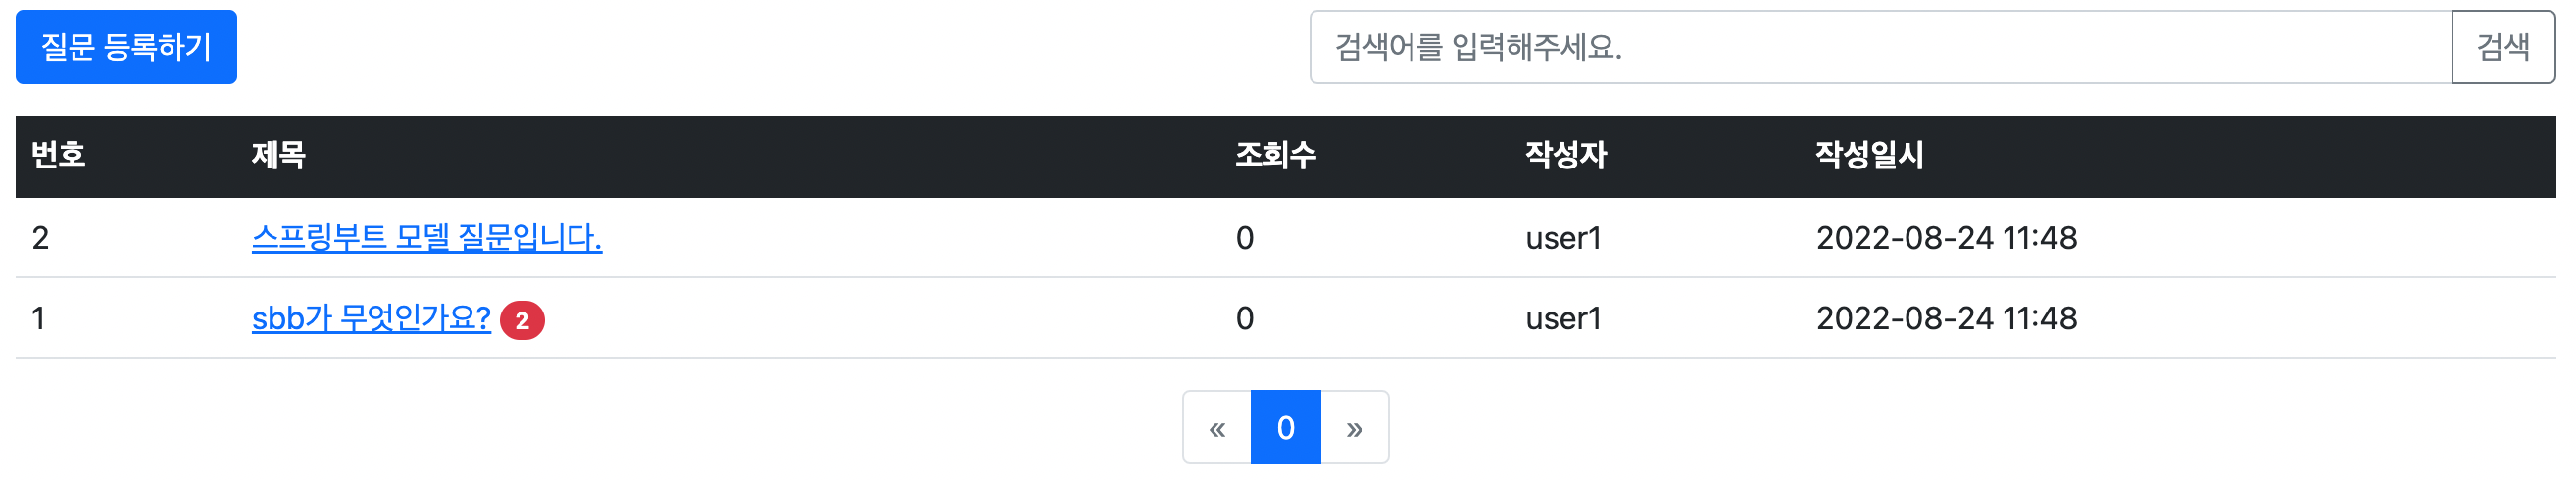 질문 등록하기 검색어를 입력해주세요. 검색
번호 제목 조회수 작성자 작성일시
2 스프링부트 모델 질문입니다. 0 user1 2022-08-24 11:48
1 sbb가 무엇인가요? 2 0 user1 2022-08-24 11:48
« 0 »